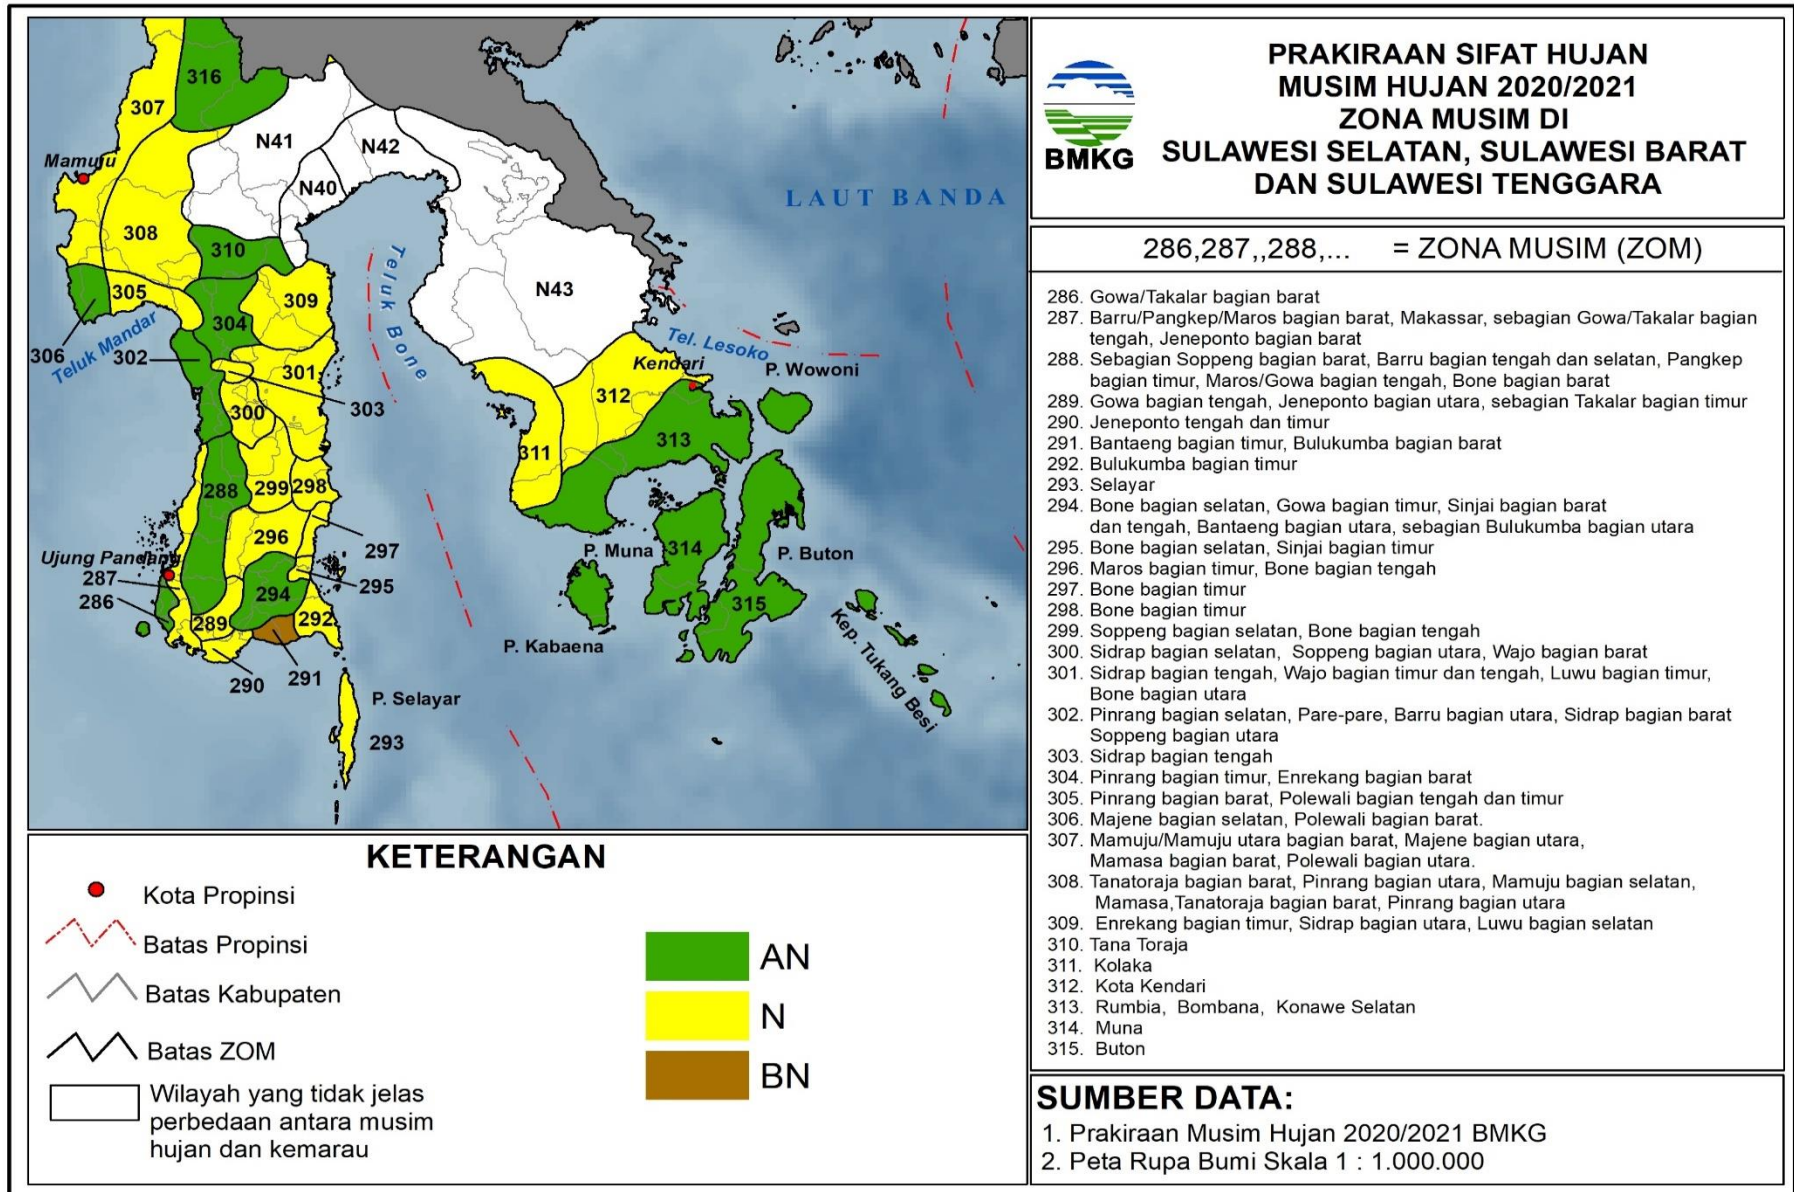 PRAKIRAAN SIFAT HUJAN
MUSIM HUJAN 2020/2021
ZONA MUSIM DI
SULAWESI SELATAN, SULAWESI BARAT
DAN SULAWESI TENGGARA
BMKG
286,287,,288,... = ZONA MUSIM (ZOM)
286. Gowa/Takalar bagian barat
287. Barru/Pangkep/Maros bagian barat, Makassar, sebagian Gowa/Takalar bagian
tengah, Jeneponto bagian barat
288. Sebagian Soppeng bagian barat, Barru bagian tengah dan selatan, Pangkep
bagian timur, Maros/Gowa bagian tengah, Bone bagian barat
289. Gowa bagian tengah, Jeneponto bagian utara, sebagian Takalar bagian timur
290. Jeneponto tengah dan timur
291. Bantaeng bagian timur, Bulukumba bagian barat
292. Bulukumba bagian timur
293. Selayar
294. Bone bagian selatan, Gowa bagian timur, Sinjai bagian barat
dan tengah, Bantaeng bagian utara, sebagian Bulukumba bagian utara
295. Bone bagian selatan, Sinjai bagian timur
296. Maros bagian timur, Bone bagian tengah
297. Bone bagian timur
298. Bone bagian timur
299. Soppeng bagian selatan, Bone bagian tengah
300. Sidrap bagian selatan, Soppeng bagian utara, Wajo bagian barat
301. Sidrap bagian tengah, Wajo bagian timur dan tengah, Luwu bagian timur,
Bone bagian utara
302. Pinrang bagian selatan, Pare-pare, Barru bagian utara, Sidrap bagian barat
Soppeng bagian utara
303. Sidrap bagian tengah
304. Pinrang bagian timur, Enrekang bagian barat
305. Pinrang bagian barat, Polewali bagian tengah dan timur
306. Majene bagian selatan, Polewali bagian barat.
307. Mamuju/Mamuju utara bagian barat, Majene bagian utara,
Mamasa bagian barat, Polewali bagian utara.
308. Tanatoraja bagian barat, Pinrang bagian utara, Mamuju bagian selatan,
Mamasa,Tanatoraja bagian barat, Pinrang bagian utara
309. Enrekang bagian timur, Sidrap bagian utara, Luwu bagian selatan
310. Tana Toraja
311. Kolaka
312. Kota Kendari
313. Rumbia, Bombana, Konawe Selatan
314. Muna
315. Buton
SUMBER DATA:
1. Prakiraan Musim Hujan 2020/2021 BMKG
2. Peta Rupa Bumi Skala 1 : 1.000.000
316
307
N41
N42
Mamuju
N40
LAUT BANDA
308
310
Teluk Bone
N43
305
309
306
302
304
Teluk Mandar
Tel. Lesoko
Kendari
P. Wowoni
301
303
300
312
313
311
288
299
298
296
297
Ujung Pandang
P. Muna
314
P. Buton
287
295
286
294
315
289
292
P. Kabaena
Kep. Tukang Besi
290
291
P. Selayar
293
KETERANGAN
Kota Propinsi
Batas Propinsi
Batas Kabupaten
Batas ZOM
Wilayah yang tidak jelas
perbedaan antara musim
hujan dan kemarau
AN
N
BN